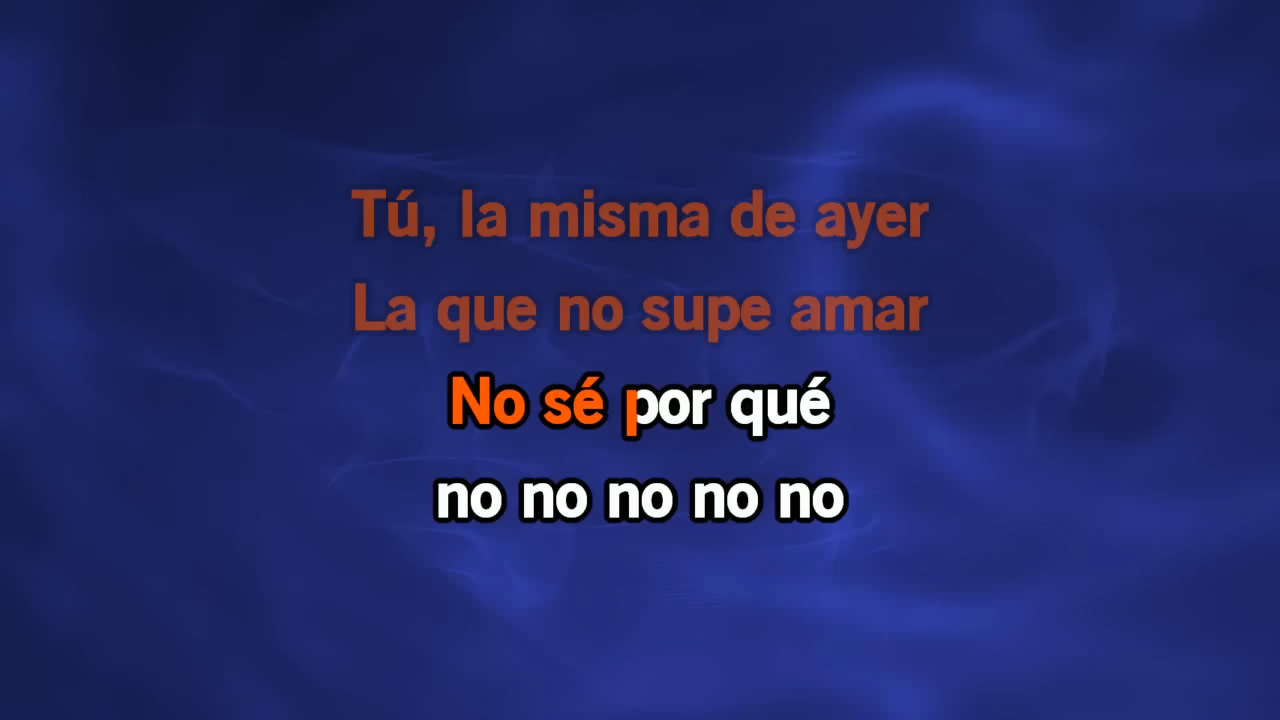 Tú, la misma de ayer
La que no supe amar
No sé por qué
no no no no no